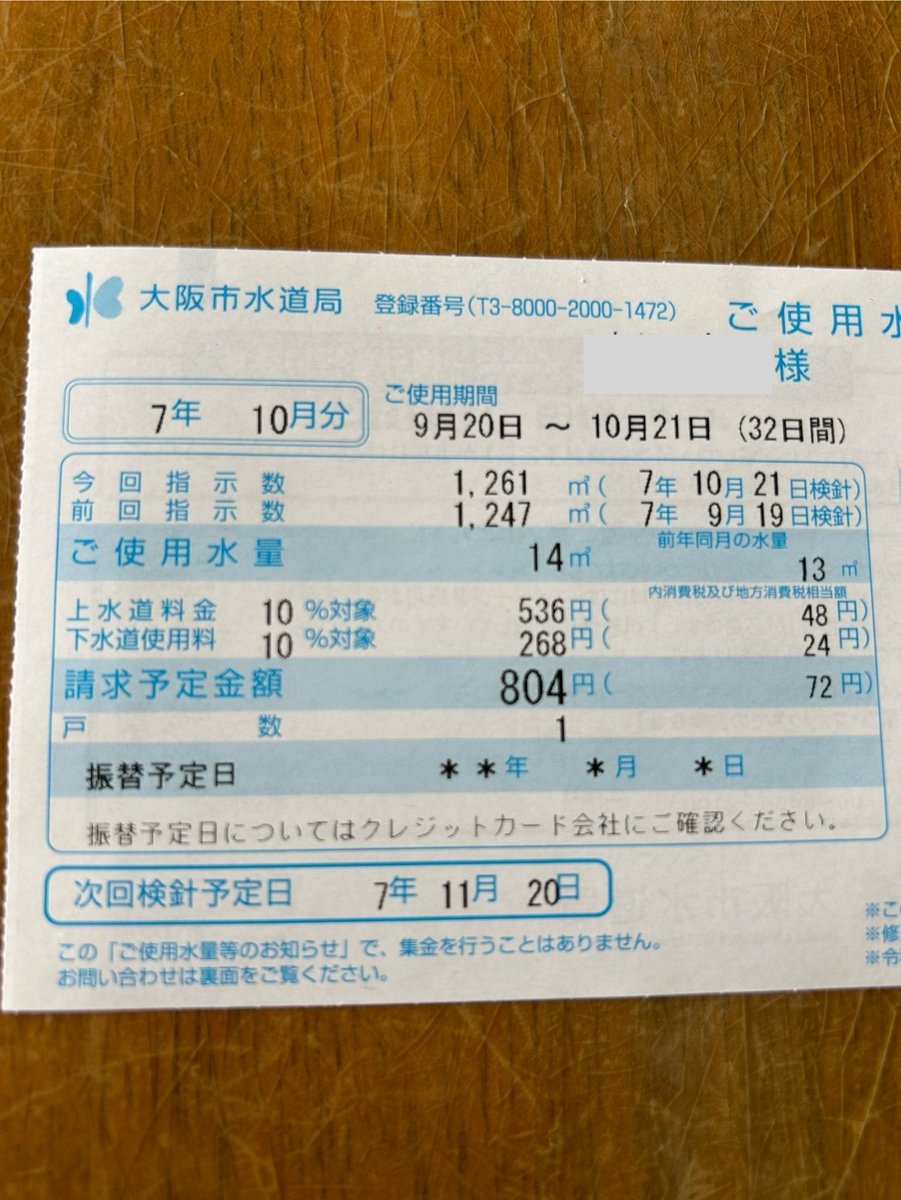 大阪市水道局 登録番号(T3-8000-2000-1472) ご使用水
様
7年 10月分
ご使用期間
9月20日 ～ 10月21日 (32日間)
今回指示数 1,261 ㎥( 7年 10月 21日検針)
前回指示数 1,247 ㎥( 7年 9月 19日検針)
ご使用水量 14㎥ 前年同月の水量 13 ㎥
内消費税及び地方消費税相当額
上水道料金 10 %対象 536円( 48 円)
下水道使用料 10 %対象 268円( 24 円)
請求予定金額 804円( 72 円)
戸数 1
振替予定日 **年 *月 *日
振替予定日についてはクレジットカード会社にご確認ください。
次回検針予定日 7年 11月 20日
この「ご使用水量等のお知らせ」で、集金を行うことはありません。
お問い合わせは裏面をご覧ください。
※この
※修
※令